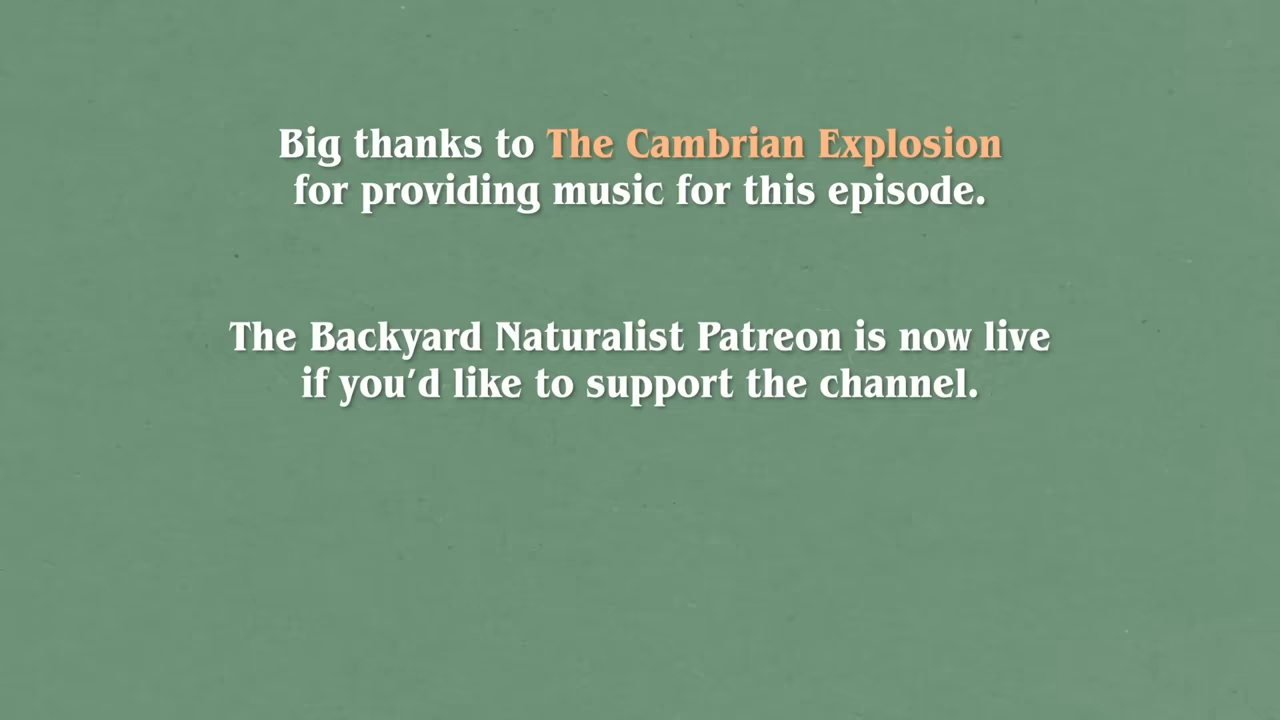 Big thanks to The Cambrian Explosion
for providing music for this episode.
The Backyard Naturalist Patreon is now live
if you’d like to support the channel.